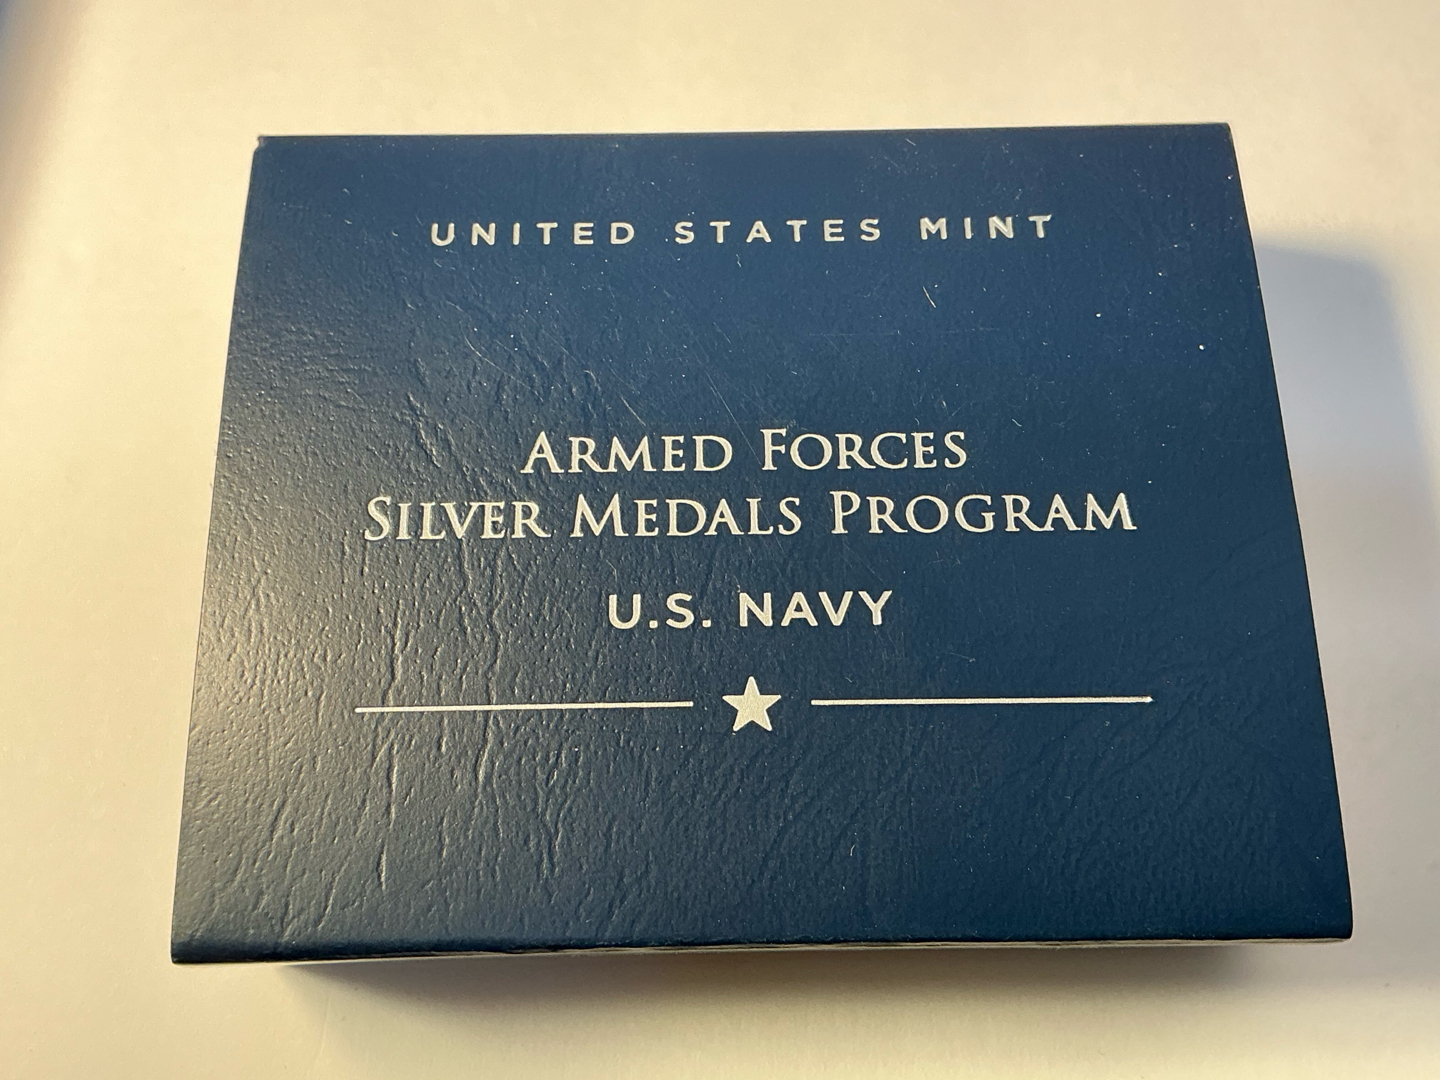 UNITED STATES MINT
ARMED FORCES
SILVER MEDALS PROGRAM
U.S. NAVY